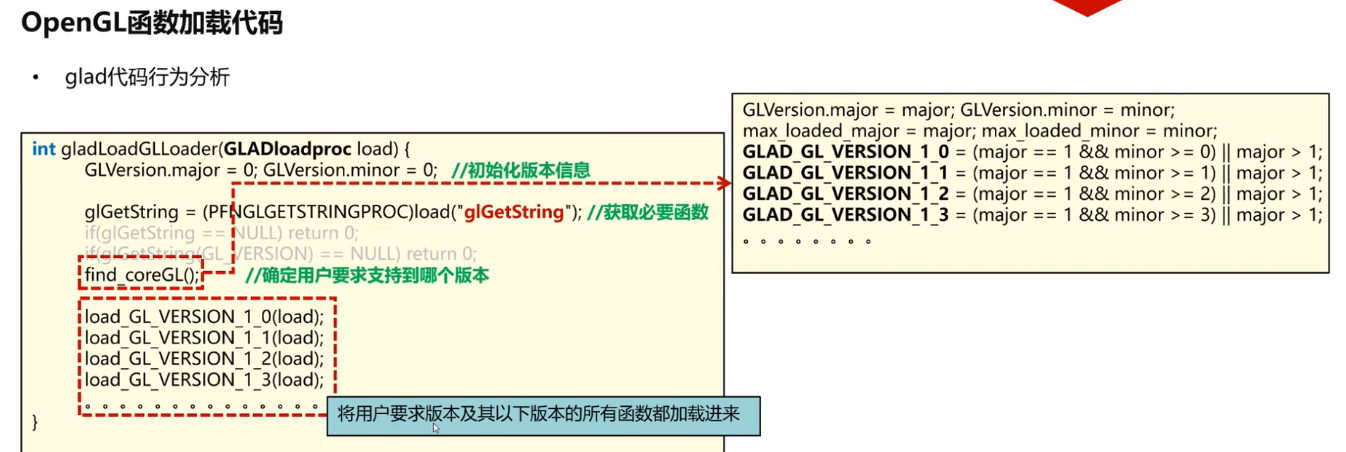 OpenGL函数加载代码
• glad代码行为分析
int gladLoadGLLoader(GLADloadproc load) {
GLVersion.major = 0; GLVersion.minor = 0; //初始化版本信息
glGetString = (PFNGLGETSTRINGPROC)load("glGetString"); //获取必要函数
if(glGetString == NULL) return 0;
if(glGetString(GL_VERSION) == NULL) return 0;
find_coreGL(); //确定用户要求支持到哪个版本
load_GL_VERSION_1_0(load);
load_GL_VERSION_1_1(load);
load_GL_VERSION_1_2(load);
load_GL_VERSION_1_3(load);
。。。。。。。。。。。。。。
将用户要求版本及其以下版本的所有函数都加载进来
}
GLVersion.major = major; GLVersion.minor = minor;
max_loaded_major = major; max_loaded_minor = minor;
GLAD_GL_VERSION_1_0 = (major == 1 && minor >= 0) || major > 1;
GLAD_GL_VERSION_1_1 = (major == 1 && minor >= 1) || major > 1;
GLAD_GL_VERSION_1_2 = (major == 1 && minor >= 2) || major > 1;
GLAD_GL_VERSION_1_3 = (major == 1 && minor >= 3) || major > 1;
。。。。。。。。